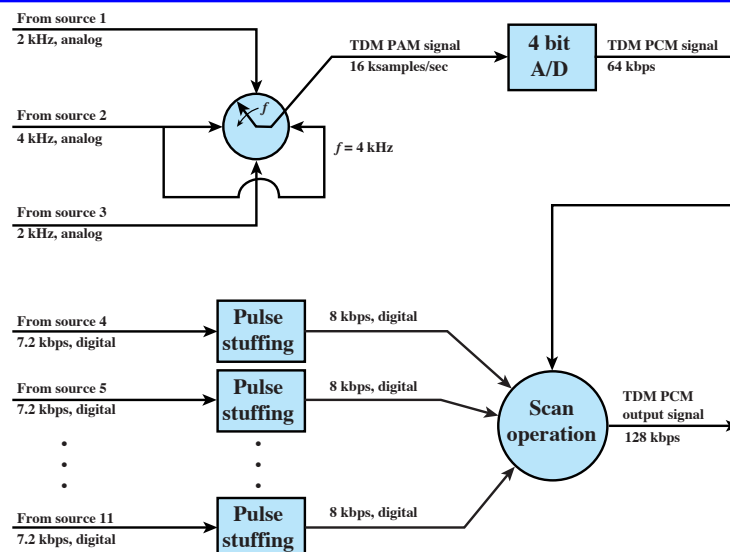 From source 1
2 kHz, analog
TDM PAM signal
16 ksamples/sec
4 bit
A/D
TDM PCM signal
64 kbps
f
From source 2
4 kHz, analog
f = 4 kHz
From source 3
2 kHz, analog
From source 4
7.2 kbps, digital
Pulse
stuffing
8 kbps, digital
From source 5
7.2 kbps, digital
Pulse
stuffing
8 kbps, digital
Scan
operation
TDM PCM
output signal
128 kbps
From source 11
7.2 kbps, digital
Pulse
stuffing
8 kbps, digital